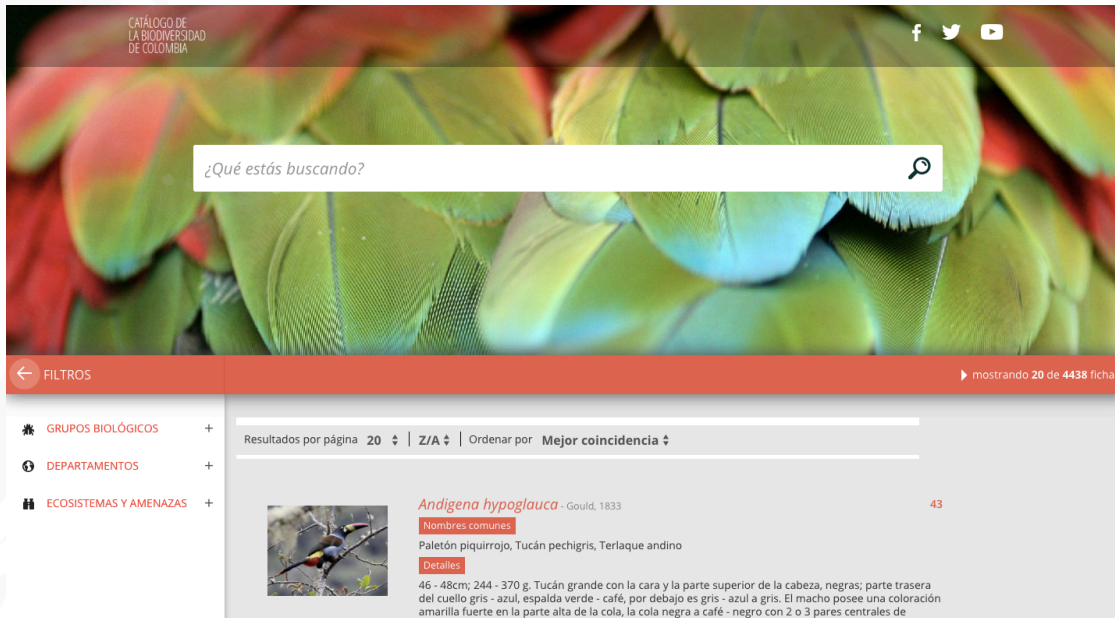 CATÁLOGO DE
LA BIODIVERSIDAD
DE COLOMBIA
¿Qué estás buscando?
FILTROS
mostrando 20 de 4438 ficha
GRUPOS BIOLÓGICOS +
DEPARTAMENTOS +
ECOSISTEMAS Y AMENAZAS +
Resultados por página 20 | Z/A | Ordenar por Mejor coincidencia
Andigena hypoglauca - Gould, 1833 43
Nombres comunes
Paletón piquirrojo, Tucán pechigris, Terlaque andino
Detalles
46 - 48cm; 244 - 370 g. Tucán grande con la cara y la parte superior de la cabeza, negras; parte trasera
del cuello gris - azul, espalda verde - café, por debajo es gris - azul a gris. El macho posee una coloración
amarilla fuerte en la parte alta de la cola, la cola negra a café - negro con 2 o 3 pares centrales de